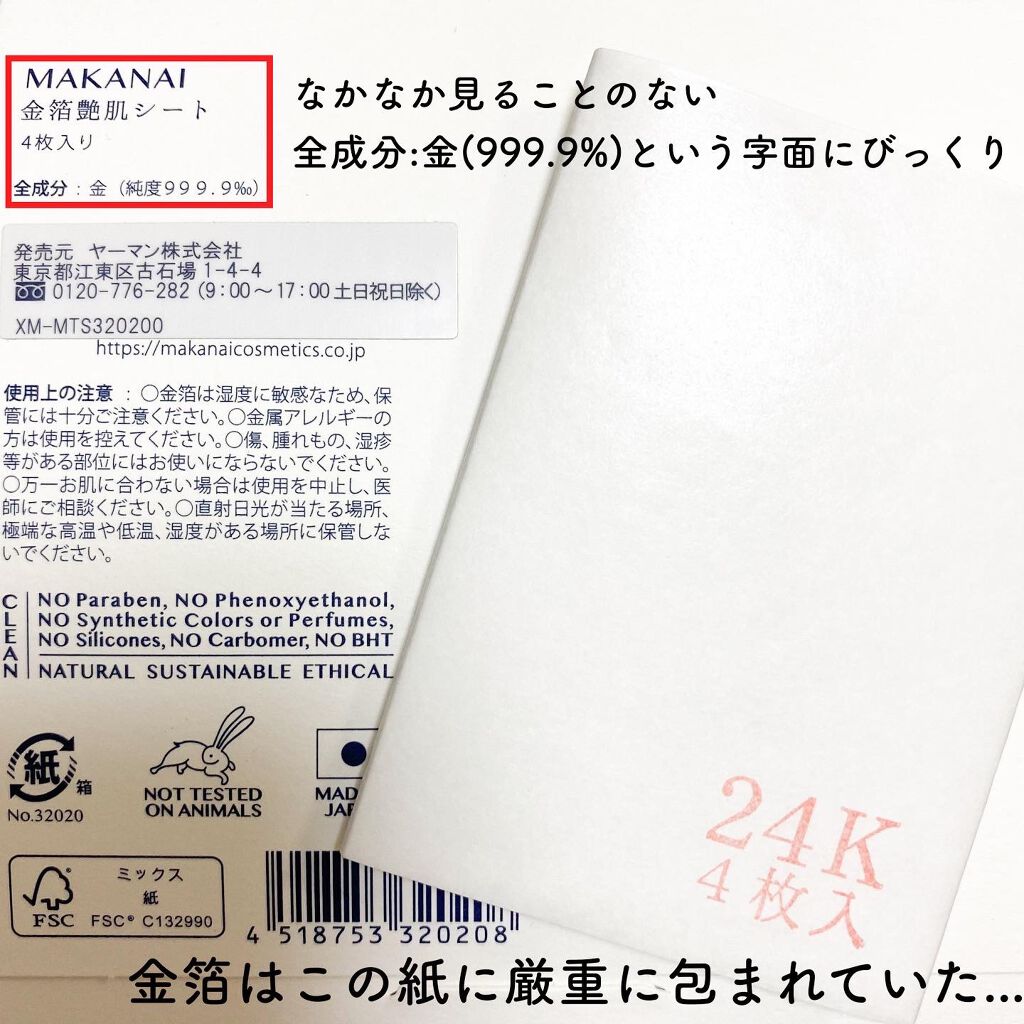 MAKANAI
金箔艶肌シート
4枚入り
全成分：金（純度999.9‰）
なかなか見ることのない
全成分:金(999.9%)という字面にびっくり
発売元 ヤーマン株式会社
東京都江東区古石場1-4-4
0120-776-282（9:00～17:00 土日祝日除く）
XM-MTS320200
https://makanaicosmetics.co.jp
使用上の注意：○金箔は湿度に敏感なため、保
管には十分ご注意ください。○金属アレルギーの
方は使用を控えてください。○傷、腫れもの、湿疹
等がある部位にはお使いにならないでください。
○万一お肌に合わない場合は使用を中止し、医
師にご相談ください。○直射日光が当たる場所、
極端な高温や低温、湿度がある場所に保管しな
いでください。
CLEAN
NO Paraben, NO Phenoxyethanol,
NO Synthetic Colors or Perfumes,
NO Silicones, NO Carbomer, NO BHT
NATURAL SUSTAINABLE ETHICAL
紙
箱
No.32020
NOT TESTED
ON ANIMALS
MAD
JAP
FSC
ミックス
紙
FSC® C132990
4 518753 320208
24K
4枚入
金箔はこの紙に厳重に包まれていた...